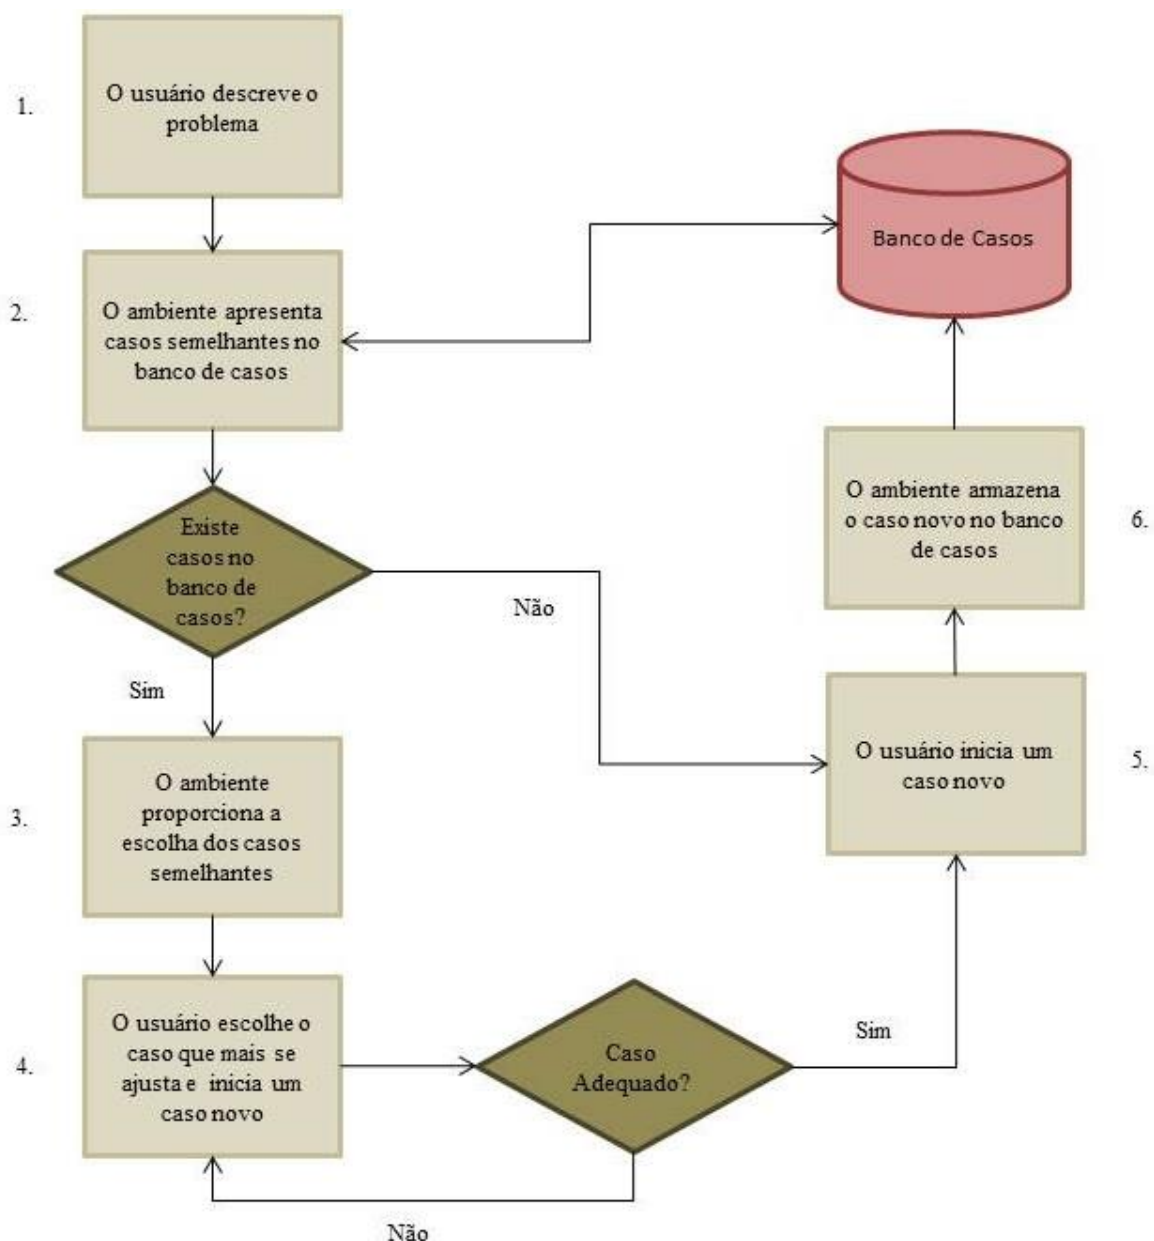 1.
O usuário descreve o
problema
2.
O ambiente apresenta
casos semelhantes no
banco de casos
Banco de Casos
Existe
casos no
banco de
casos?
Não
Sim
O ambiente armazena
o caso novo no banco
de casos
6.
3.
O ambiente
proporciona a
escolha dos casos
semelhantes
O usuário inicia um
caso novo
5.
4.
O usuário escolhe o
caso que mais se
ajusta e inicia um
caso novo
Caso
Adequado?
Sim
Não